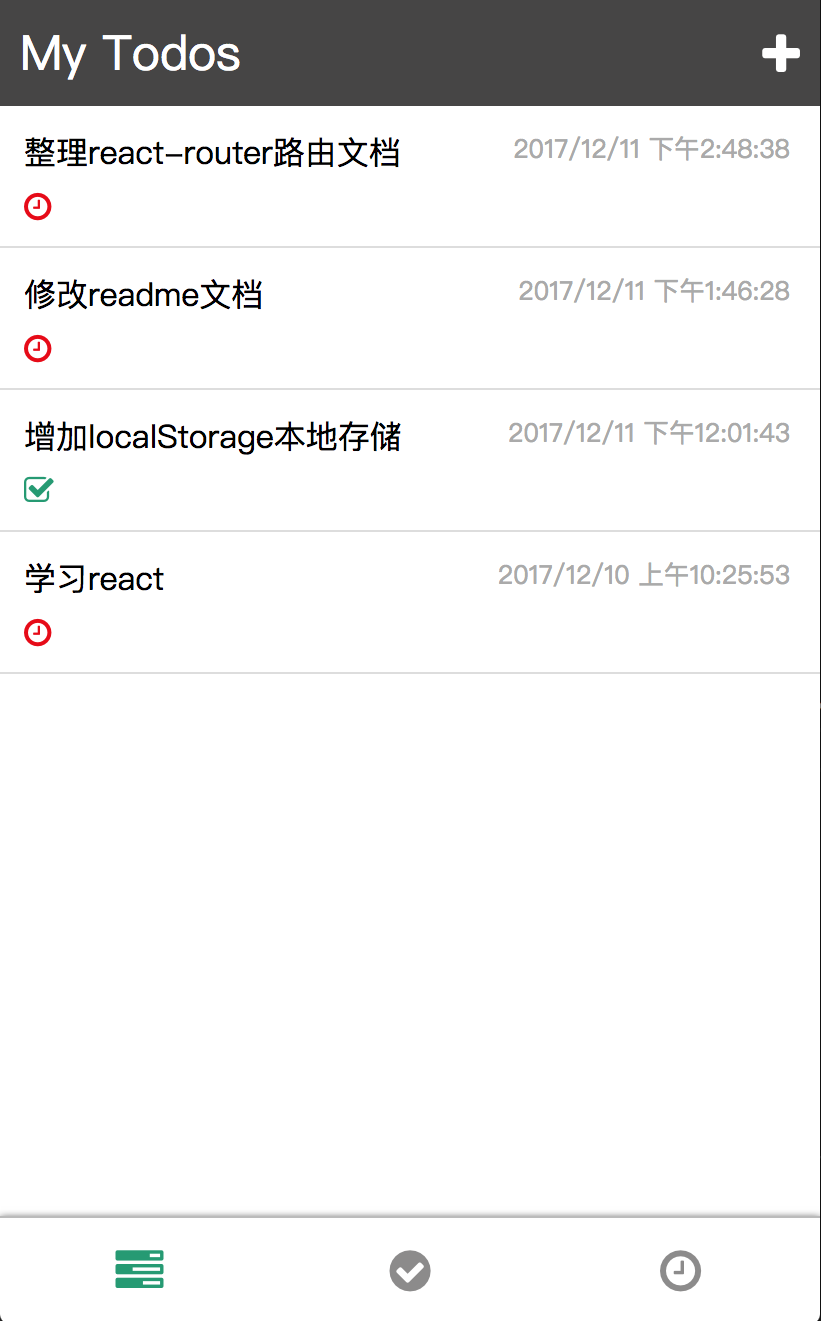 My Todos
整理react-router路由文档 2017/12/11 下午2:48:38
修改readme文档 2017/12/11 下午1:46:28
增加localStorage本地存储 2017/12/11 下午12:01:43
学习react 2017/12/10 上午10:25:53